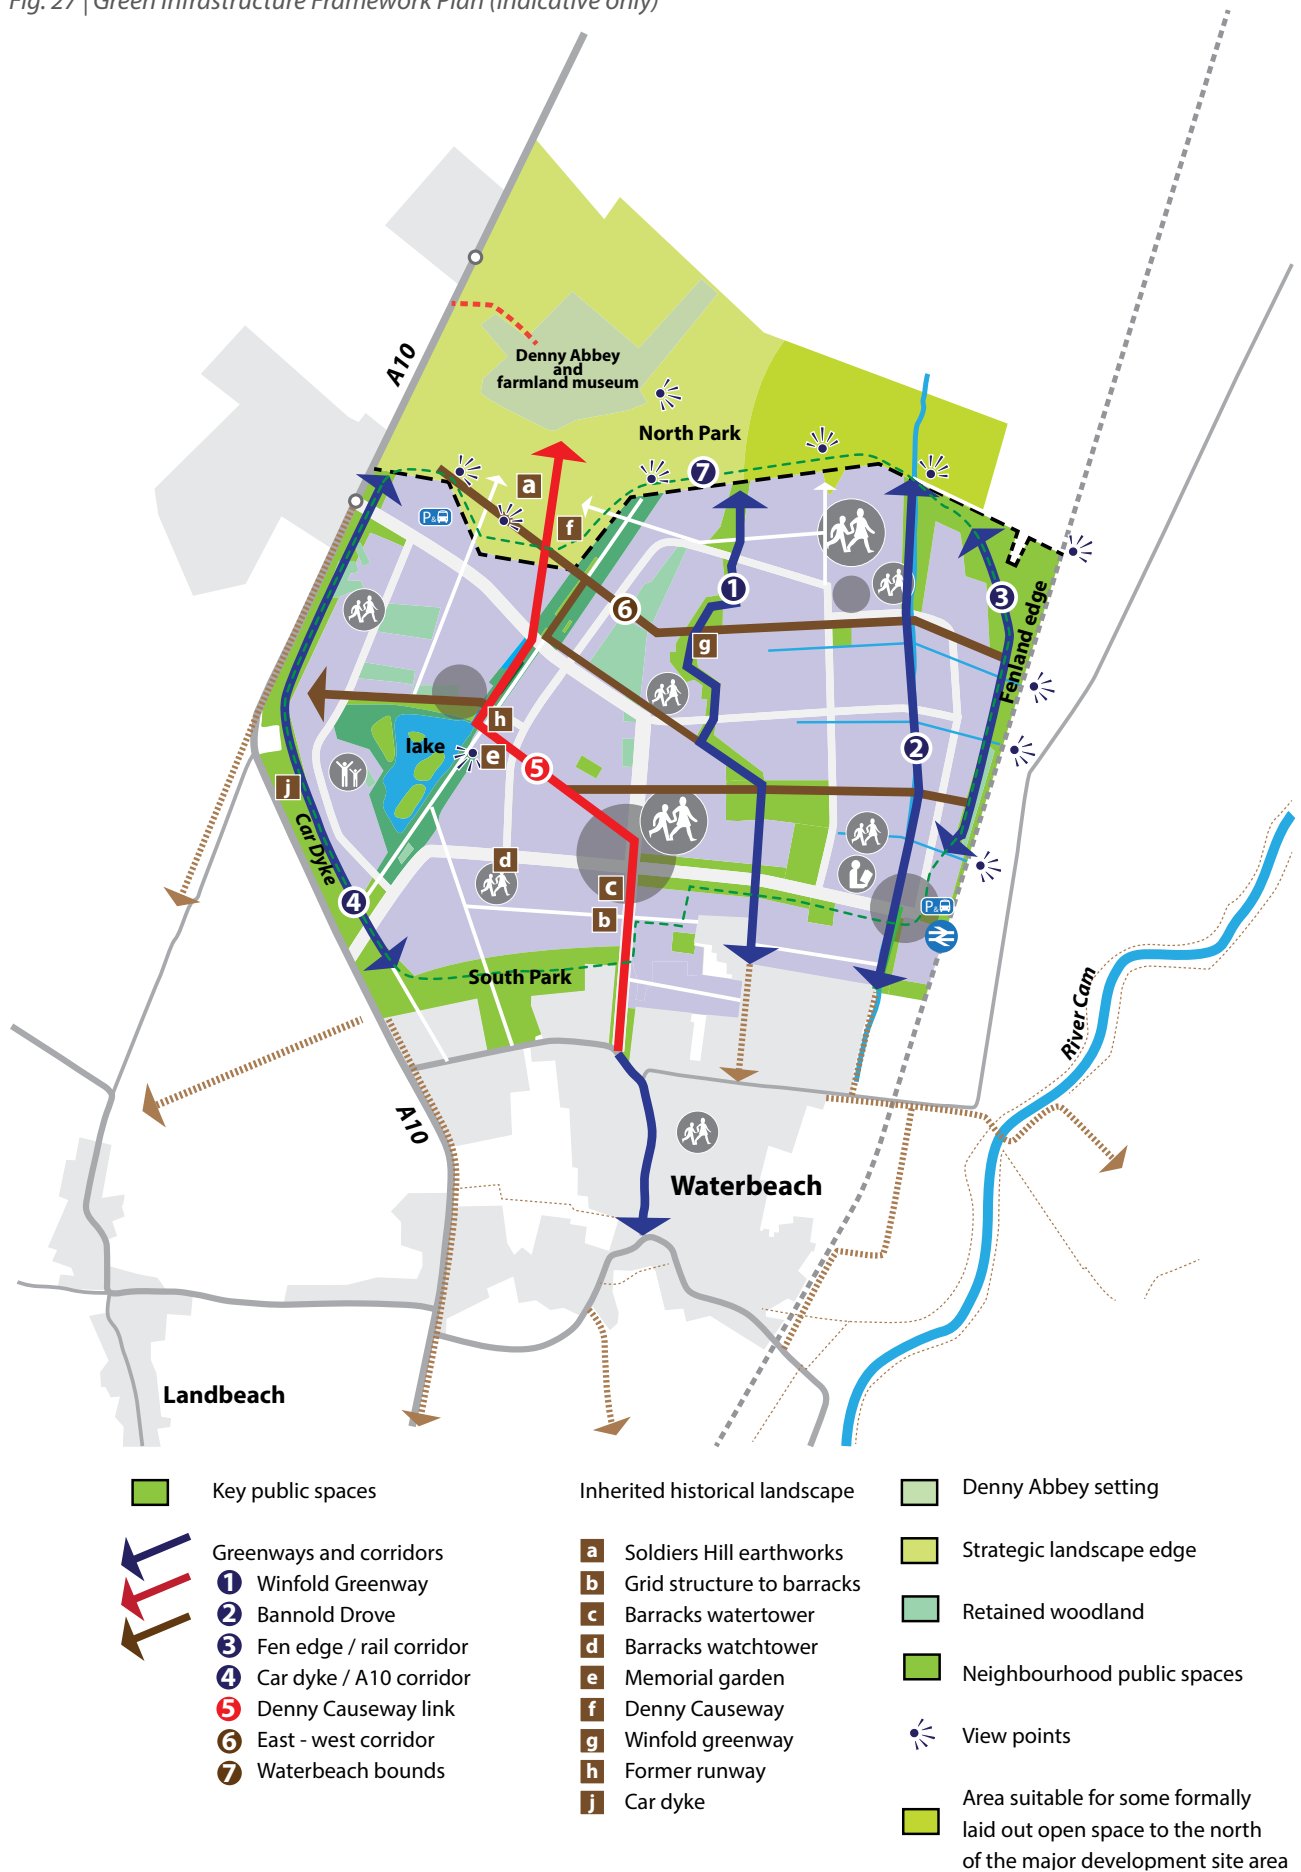 Fig. 27 | Green Infrastructure Framework Plan (indicative only)
A10
Denny Abbey
and
farmland museum
North Park
7
a
P&
f
1
6
3
g
Fenland edge
h
lake
e
5
2
j
Car Dyke
d
c
4
b
P&
South Park
River Cam
A10
Waterbeach
Landbeach
Key public spaces
Greenways and corridors
1 Winfold Greenway
2 Bannold Drove
3 Fen edge / rail corridor
4 Car dyke / A10 corridor
5 Denny Causeway link
6 East - west corridor
7 Waterbeach bounds
Inherited historical landscape
a Soldiers Hill earthworks
b Grid structure to barracks
c Barracks watertower
d Barracks watchtower
e Memorial garden
f Denny Causeway
g Winfold greenway
h Former runway
j Car dyke
Denny Abbey setting
Strategic landscape edge
Retained woodland
Neighbourhood public spaces
View points
Area suitable for some formally
laid out open space to the north
of the major development site area